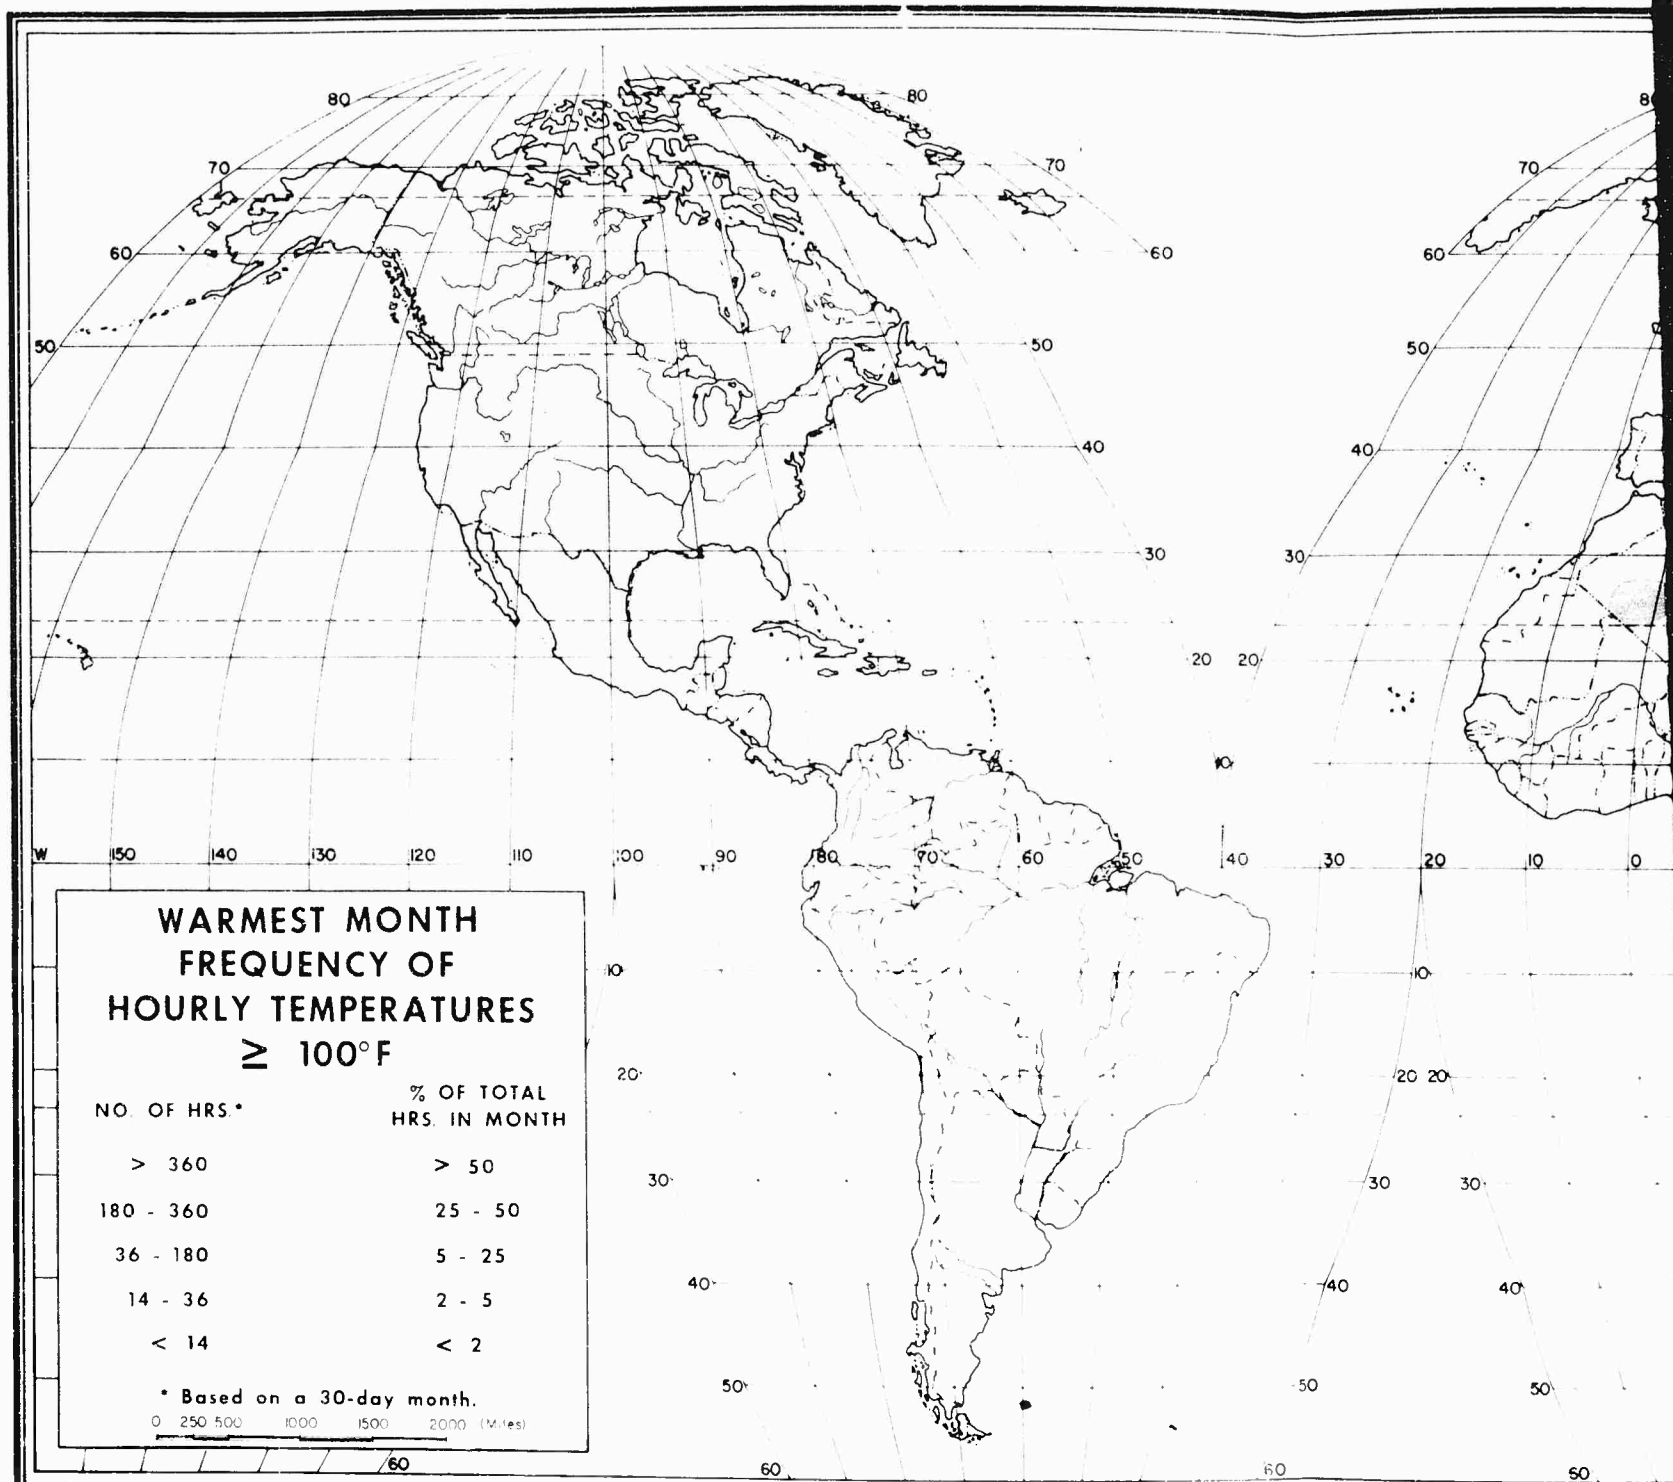 80 80 80
70 70 70
60 60 60
50 50 50
40 40
30 30
20 20
10
W 150 140 130 120 110 100 90 80 70 60 50 40 30 20 10 0
WARMEST MONTH
FREQUENCY OF
HOURLY TEMPERATURES
≥ 100°F
NO. OF HRS.*
% OF TOTAL
HRS. IN MONTH
> 360 > 50
180 - 360 25 - 50
36 - 180 5 - 25
14 - 36 2 - 5
< 14 < 2
* Based on a 30-day month.
0 250 500 1000 1500 2000 (Miles)
10 10
20 20 20
30 30 30
40 40 40
50 50 50
60 60 60 60